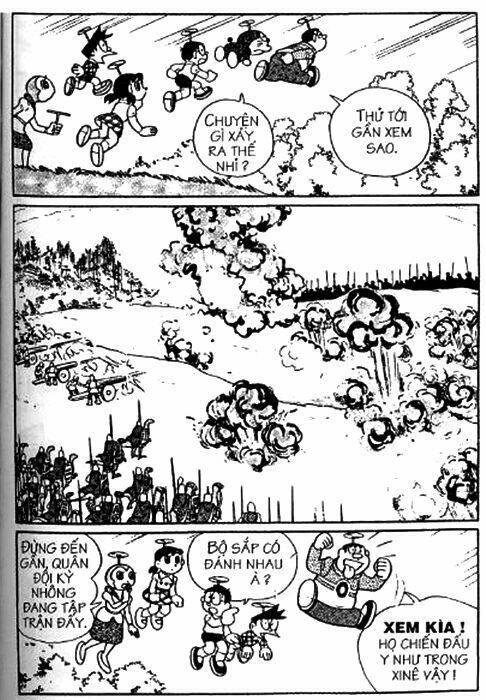 CHUYỆN
GÌ XẨY
RA THẾ
NHỈ ?
THỬ TỚI
GẦN XEM
SAO.
ĐỪNG ĐẾN
GẦN, QUÂN
ĐỘI KỲ
NHÔNG
ĐANG TẬP
TRẬN ĐẤY.
BỘ SẮP CÓ
ĐÁNH NHAU
À ?
XEM KÌA !
HỌ CHIẾN ĐẤU
Y NHƯ TRONG
XINÊ VẬY !